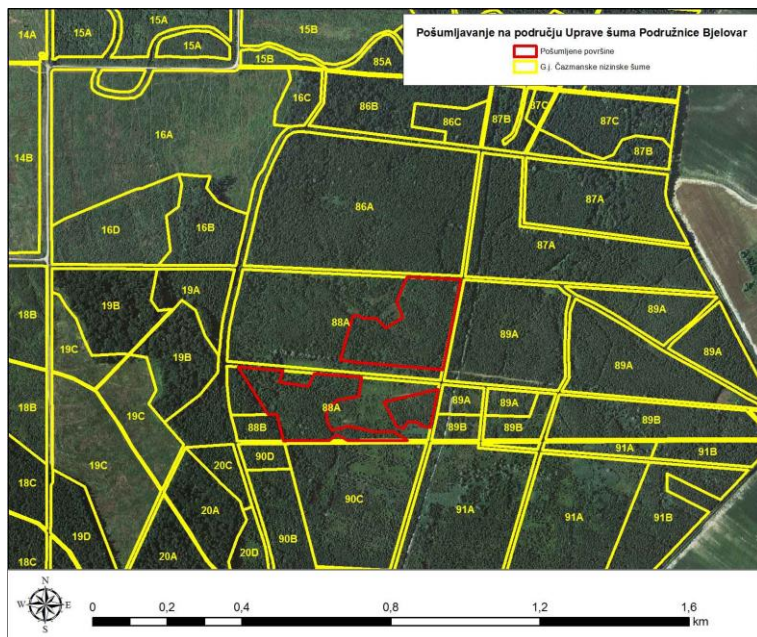 Pošumljavanje na području Uprave šuma Podružnice Bjelovar
Pošumljene površine
G.j. Čazmanske nizinske šume
14A
15A
15A
15B
15B
85A
16C
86B
86C
87B
87C
87C
87B
14B
16A
16D
16B
86A
87A
87A
19A
19B
18B
19C
19B
88A
89A
89A
89A
89A
18B
19C
88A
88B
89A
89A
89B
89B
89B
91A
91B
19C
20C
90D
18C
90C
91A
91A
91B
20A
19D
90B
20D
20A
18C
N
W
E
S
0
0,2
0,4
0,8
1,2
1,6
km